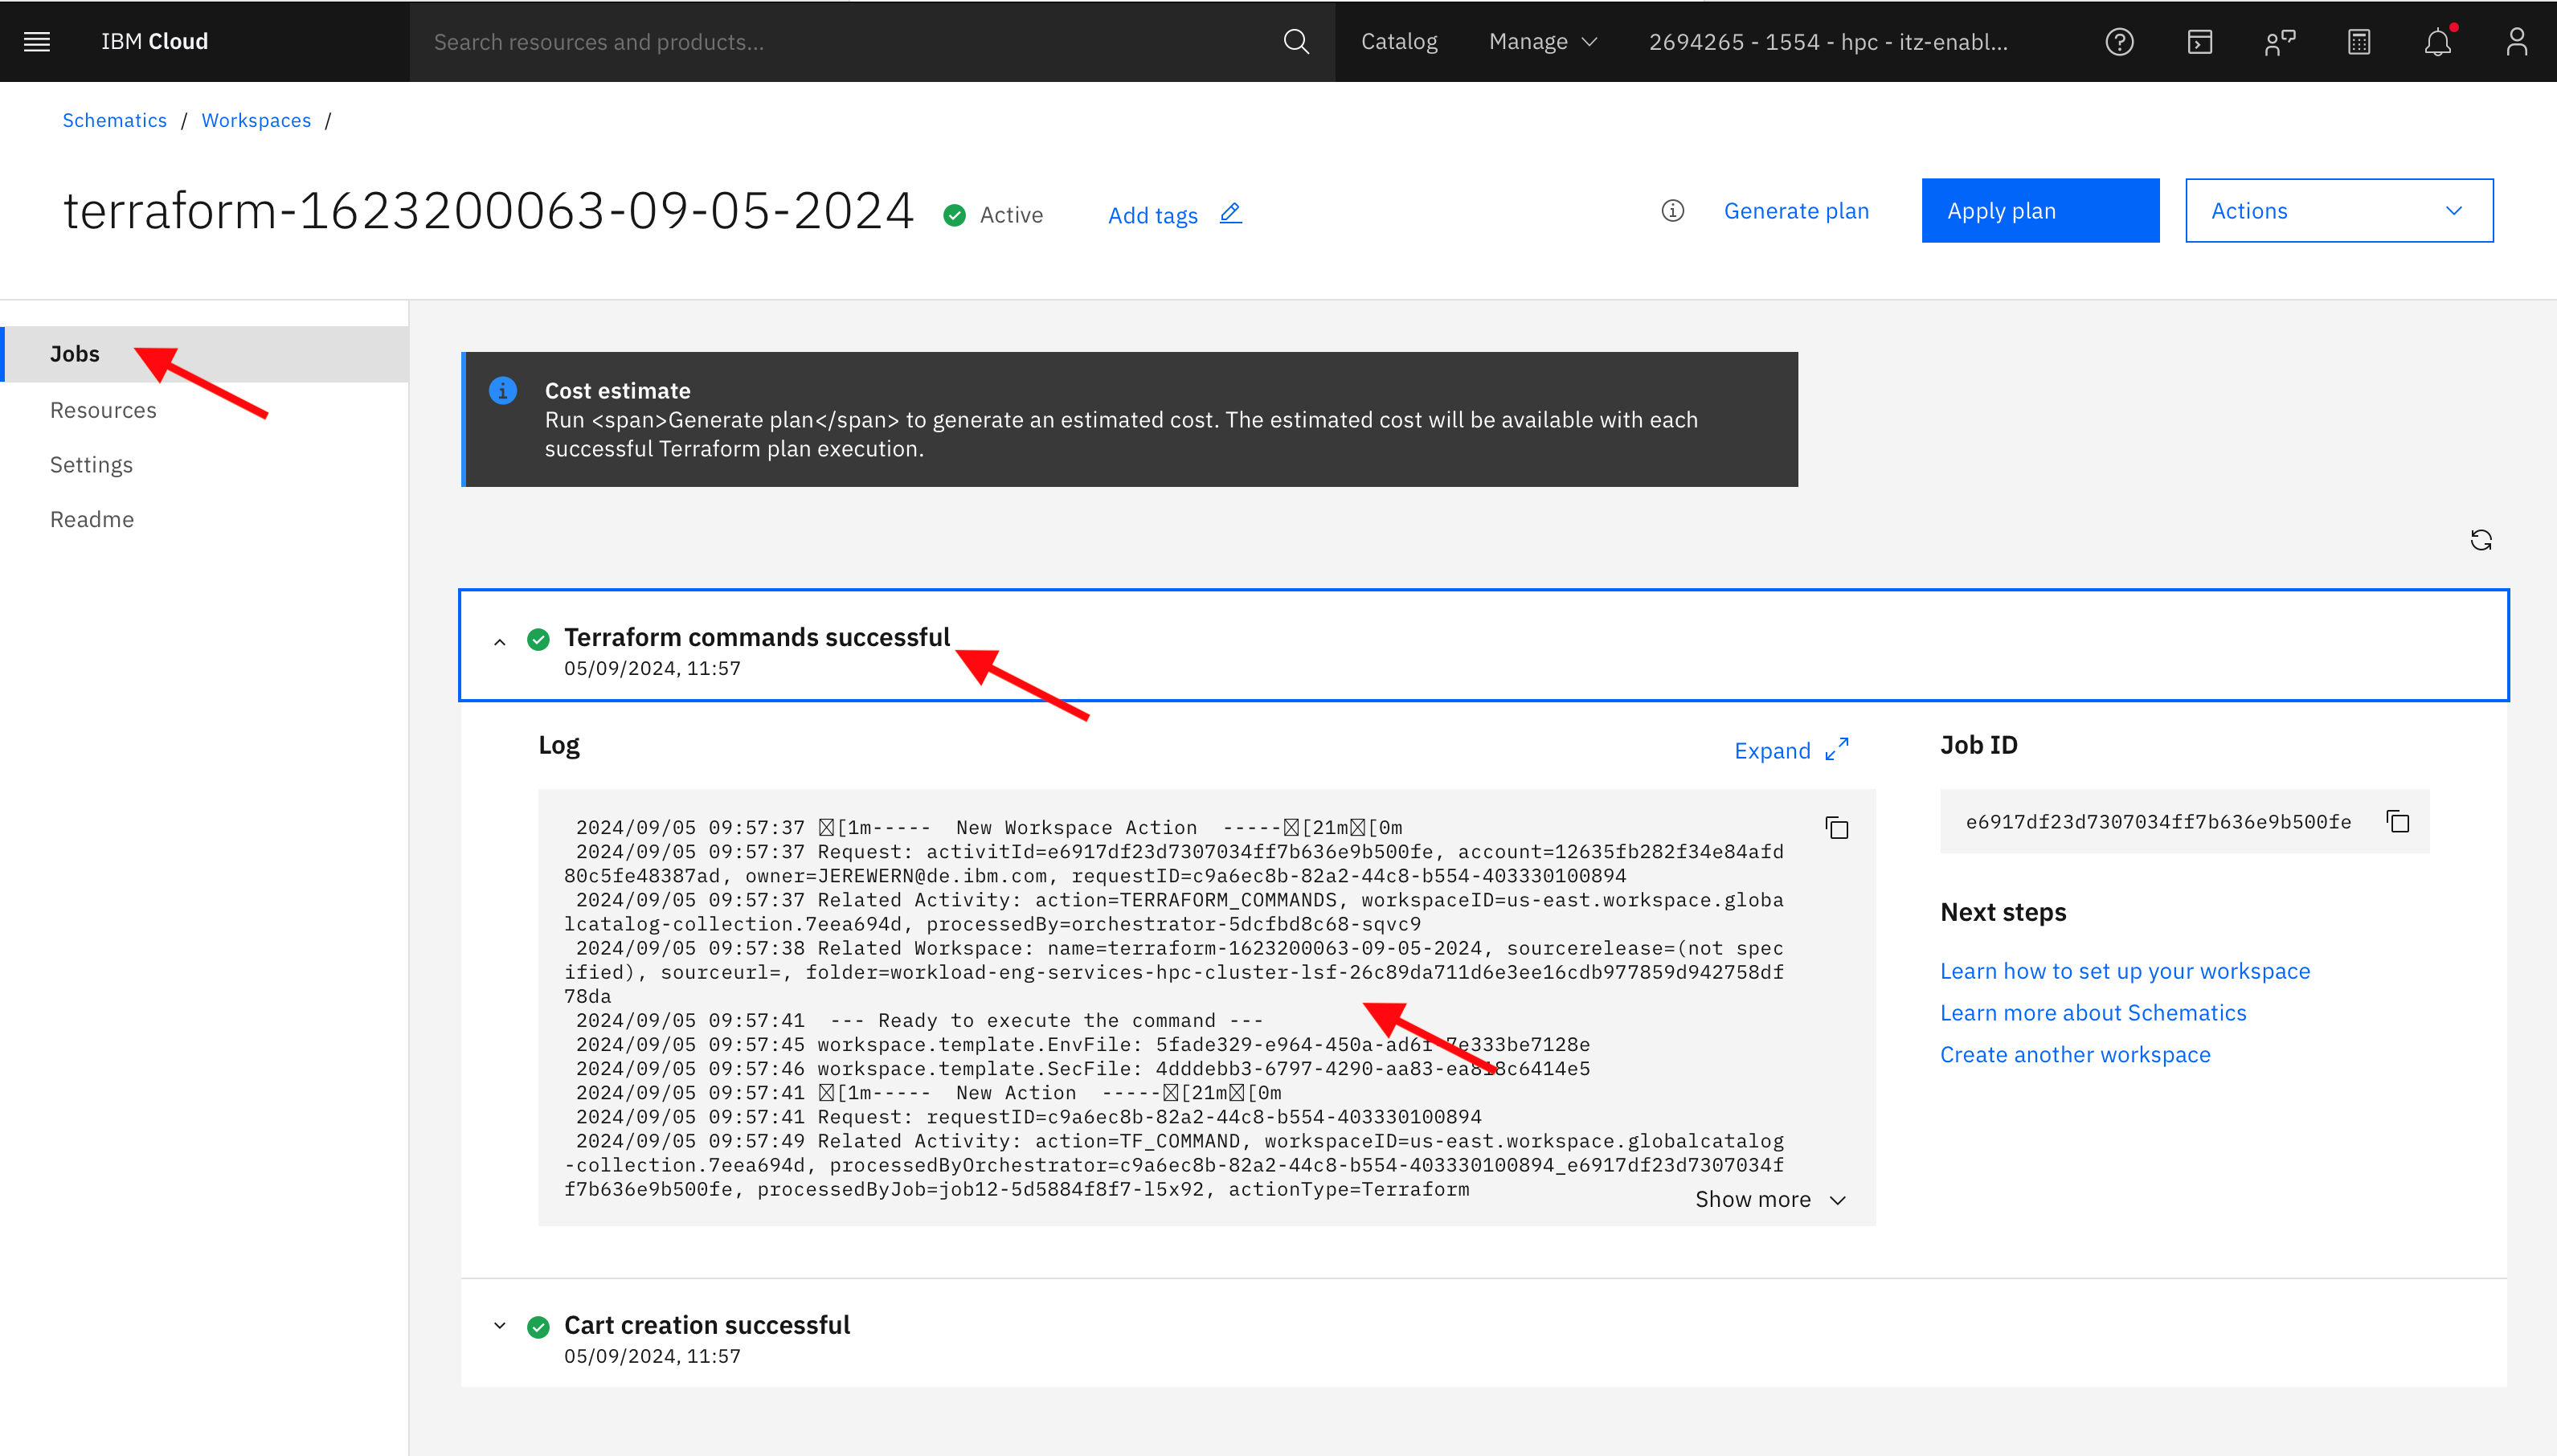 IBM Cloud
Search resources and products...
Catalog
Manage
2694265 - 1554 - hpc - itz-enabl...
Schematics / Workspaces /
terraform-1623200063-09-05-2024
Active
Add tags
Generate plan
Apply plan
Actions
Jobs
Resources
Settings
Readme
Cost estimate
Run <span>Generate plan</span> to generate an estimated cost. The estimated cost will be available with each
successful Terraform plan execution.
Terraform commands successful
05/09/2024, 11:57
Log
Expand
2024/09/05 09:57:37 [1m-----  New Workspace Action  -----[21m[0m
2024/09/05 09:57:37 Request: activitId=e6917df23d7307034ff7b636e9b500fe, account=12635fb282f34e84afd
80c5fe48387ad, owner=JEREWERN@de.ibm.com, requestID=c9a6ec8b-82a2-44c8-b554-403330100894
2024/09/05 09:57:37 Related Activity: action=TERRAFORM_COMMANDS, workspaceID=us-east.workspace.globa
lcatalog-collection.7eea694d, processedBy=orchestrator-5dcfbd8c68-sqvc9
2024/09/05 09:57:38 Related Workspace: name=terraform-1623200063-09-05-2024, sourcerelease=(not spec
ified), sourceurl=, folder=workload-eng-services-hpc-cluster-lsf-26c89da711d6e3ee16cdb977859d942758df
78da
2024/09/05 09:57:41  --- Ready to execute the command ---
2024/09/05 09:57:45 workspace.template.EnvFile:
2024/09/05 09:57:46 workspace.template.SecFile: 4dddebb3-6797-4290-aa83-ea818c6414e5
2024/09/05 09:57:41 [1m-----  New Action  -----[21m[0m
2024/09/05 09:57:41 Request: requestID=c9a6ec8b-82a2-44c8-b554-403330100894
2024/09/05 09:57:49 Related Activity: action=TF_COMMAND, workspaceID=us-east.workspace.globalcatalog
-collection.7eea694d, processedByOrchestrator=c9a6ec8b-82a2-44c8-b554-403330100894_e6917df23d7307034f
f7b636e9b500fe, processedByJob=job12-5d5884f8f7-l5x92, actionType=Terraform
Show more
Job ID
e6917df23d7307034ff7b636e9b500fe
Next steps
Learn how to set up your workspace
Learn more about Schematics
Create another workspace
Cart creation successful
05/09/2024, 11:57